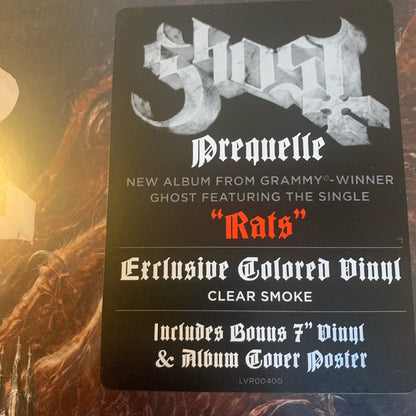 Ghost
Prequelle
NEW ALBUM FROM GRAMMY®-WINNER
GHOST FEATURING THE SINGLE
“Rats”
Exclusive Colored Vinyl
CLEAR SMOKE
Includes Bonus 7” Vinyl
& Album Cover Poster
LVR00400